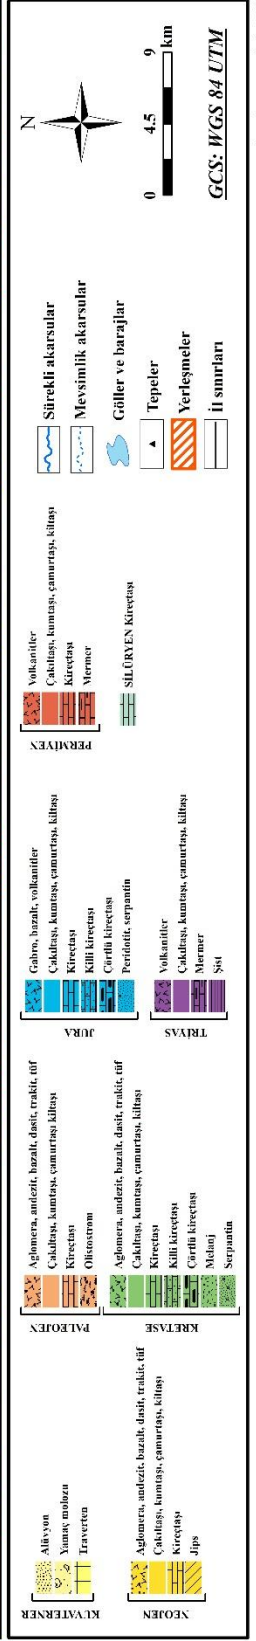 KUVATERNER
Alüvyon
Yamaç molozu
Traverten
NEOJEN
Aglomera, andezit, bazalt, dasit, trakit, tüf
Çakıltaşı, kumtaşı, çamurtaşı, kiltaşı
Kireçtaşı
Jips
PALEOJEN
Aglomera, andezit, bazalt, dasit, trakit, tüf
Çakıltaşı, kumtaşı, çamurtaşı kiltaşı
Kireçtaşı
Olistostrom
KRETASE
Aglomera, andezit, bazalt, dasit, trakit, tüf
Çakıltaşı, kumtaşı, çamurtaşı, kiltaşı
Kireçtaşı
Killi kireçtaşı
Çörtlü kireçtaşı
Melanj
Serpantin
JURA
Gabro, bazalt, volkanitler
Çakıltaşı, kumtaşı, çamurtaşı, kiltaşı
Kireçtaşı
Killi kireçtaşı
Çörtlü kireçtaşı
Peridotit, serpantin
TRİYAS
Volkanitler
Çakıltaşı, kumtaşı, çamurtaşı, kiltaşı
Mermer
Şist
PERMİYEN
Volkanitler
Çakıltaşı, kumtaşı, çamurtaşı, kiltaşı
Kireçtaşı
Mermer
SİLÜRYEN Kireçtaşı
Sürekli akarsular
Mevsimlik akarsular
Göller ve barajlar
Tepeler
Yerleşmeler
İl sınırları
N
0 4.5 9
km
GCS: WGS 84 UTM